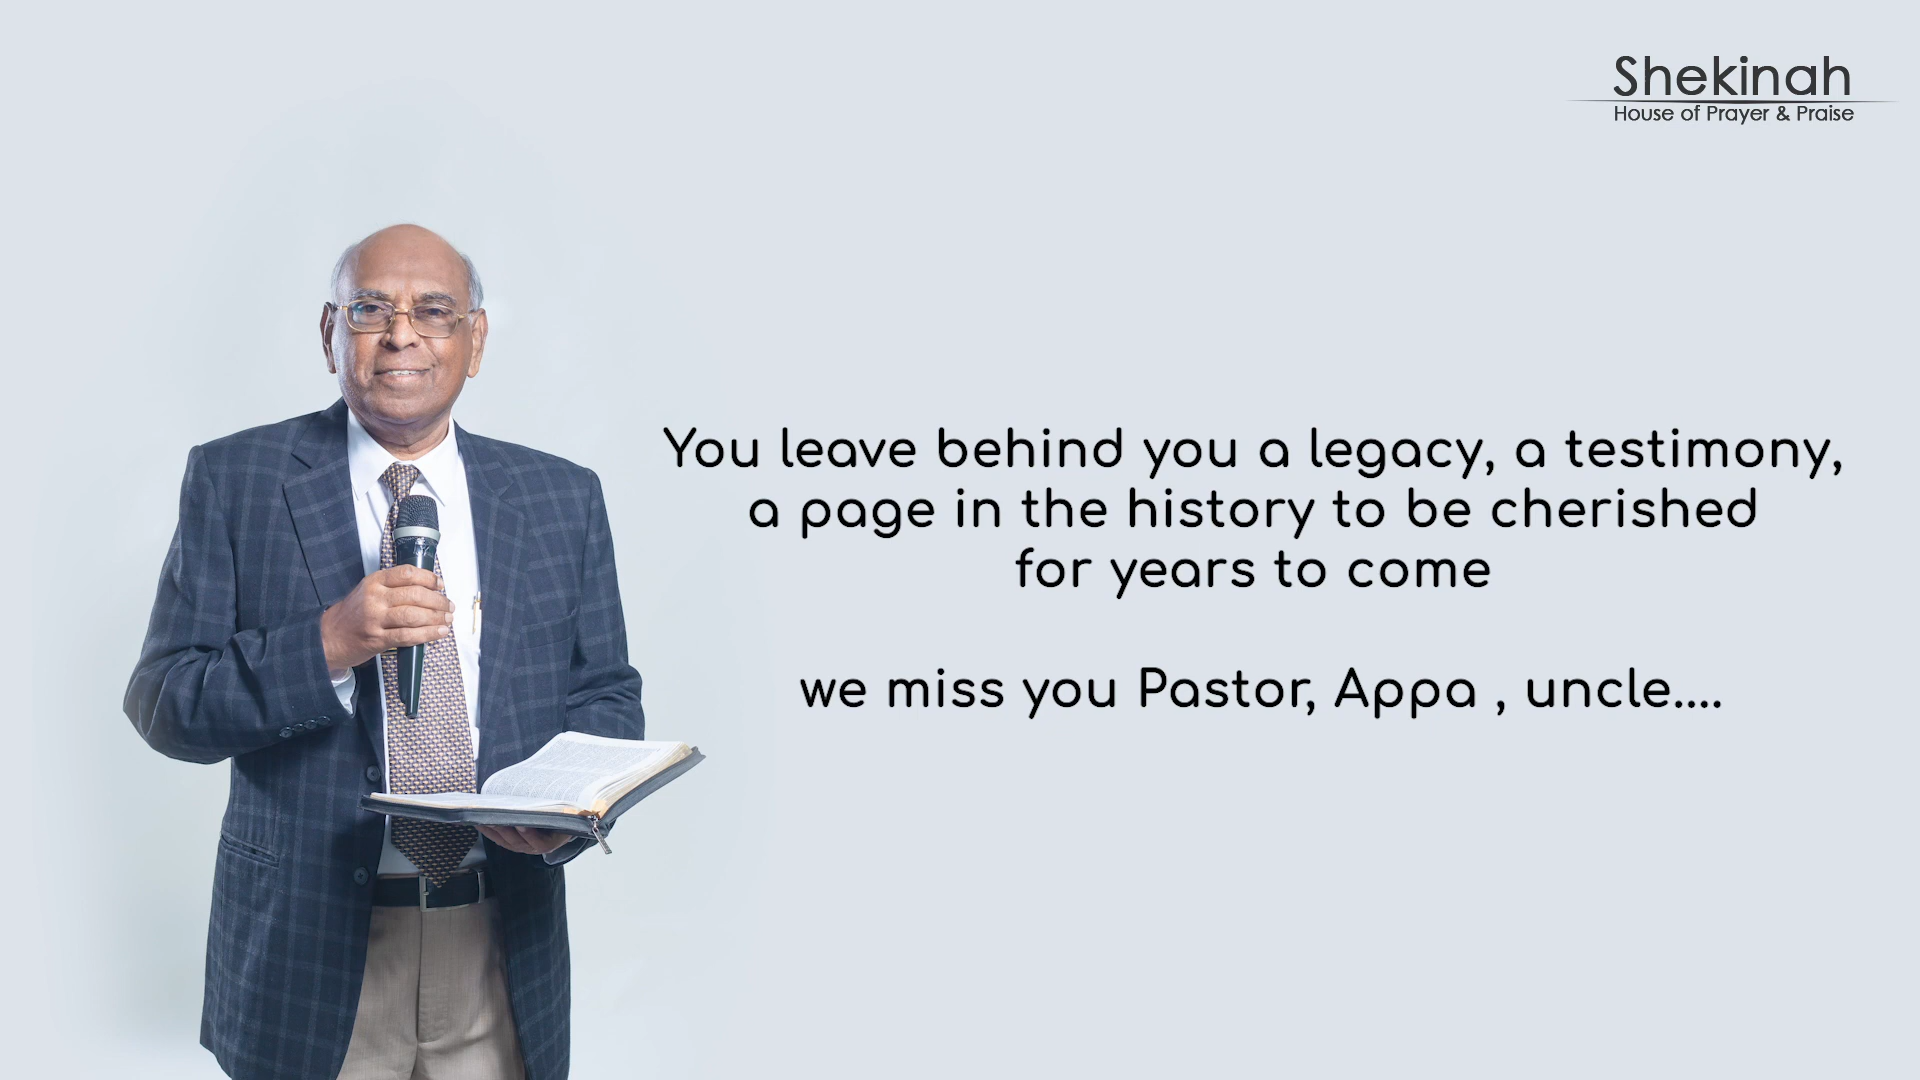 Shekinah
House of Prayer & Praise
You leave behind you a legacy, a testimony,
a page in the history to be cherished
for years to come
we miss you Pastor, Appa , uncle....